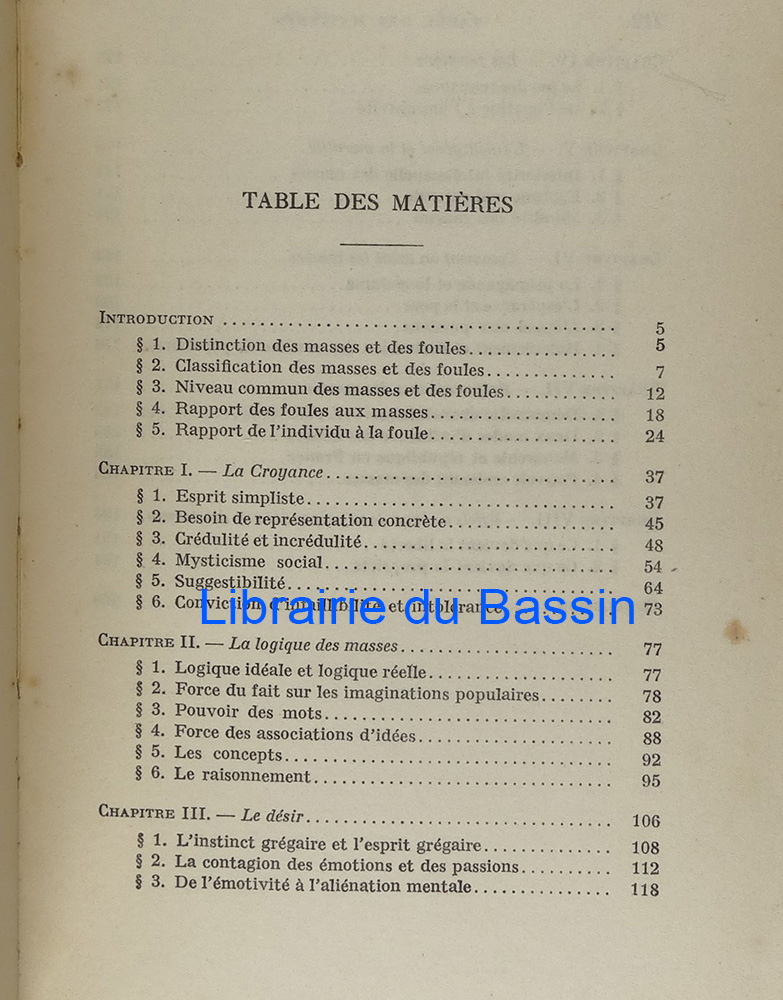 TABLE DES MATIÈRES
INTRODUCTION ........................................ 5
§ 1. Distinction des masses et des foules................ 5
§ 2. Classification des masses et des foules.............. 7
§ 3. Niveau commun des masses et des foules............ 12
§ 4. Rapport des foules aux masses.................... 18
§ 5. Rapport de l'individu à la foule.................... 24
CHAPITRE I. — La Croyance............................... 37
§ 1. Esprit simpliste................................. 37
§ 2. Besoin de représentation concrète.................. 45
§ 3. Crédulité et incrédulité........................... 48
§ 4. Mysticisme social............................... 54
§ 5. Suggestibilité................................... 64
§ 6. Conviction d'infaillibilité et intolérance............ 73
Librairie du Bassin
CHAPITRE II. — La logique des masses....................... 77
§ 1. Logique idéale et logique réelle.................... 77
§ 2. Force du fait sur les imaginations populaires........ 78
§ 3. Pouvoir des mots............................... 82
§ 4. Force des associations d'idées..................... 88
§ 5. Les concepts................................... 92
§ 6. Le raisonnement................................ 95
CHAPITRE III. — Le désir................................. 106
§ 1. L'instinct grégaire et l'esprit grégaire.............. 108
§ 2. La contagion des émotions et des passions.......... 112
§ 3. De l'émotivité à l'aliénation mentale............... 118